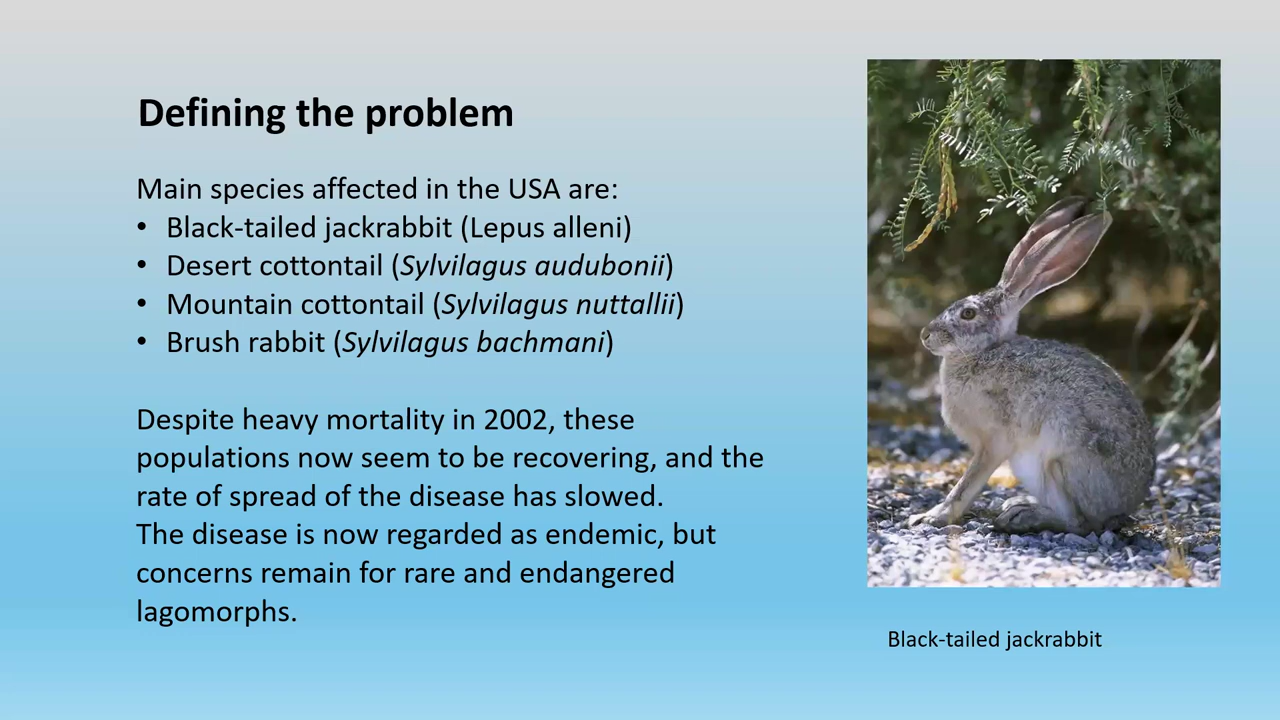 Defining the problem
Main species affected in the USA are:
• Black-tailed jackrabbit (Lepus alleni)
• Desert cottontail (Sylvilagus audubonii)
• Mountain cottontail (Sylvilagus nuttallii)
• Brush rabbit (Sylvilagus bachmani)
Despite heavy mortality in 2002, these
populations now seem to be recovering, and the
rate of spread of the disease has slowed.
The disease is now regarded as endemic, but
concerns remain for rare and endangered
lagomorphs.
Black-tailed jackrabbit